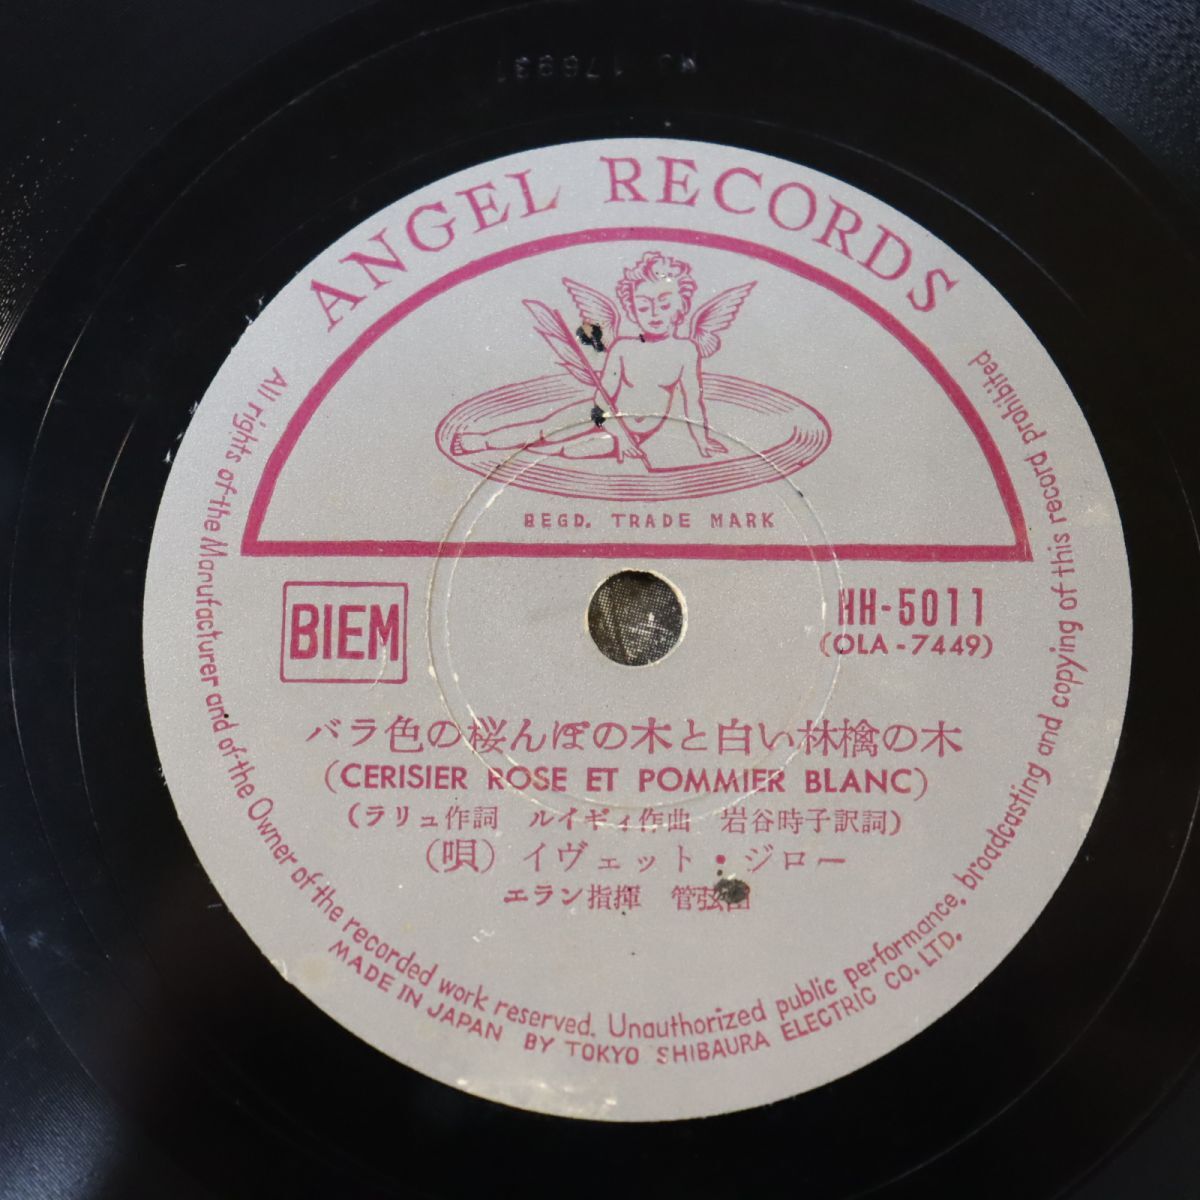 ANGEL RECORDS
REGD. TRADE MARK
BIEM
HH-5011
(OLA-7449)
バラ色の桜んぼの木と白い林檎の木
(CERISIER ROSE ET POMMIER BLANC)
(ラリュ作詞 ルイギィ作曲 岩谷時子訳詞)
(唄) イヴェット・ジロー
エラン指揮 管弦団
All rights of the Manufacturer and of the Owner of the recorded work reserved. Unauthorized public performance, broadcasting and copying of this record prohibited
MADE IN JAPAN BY TOKYO SHIBAURA ELECTRIC CO. LTD.